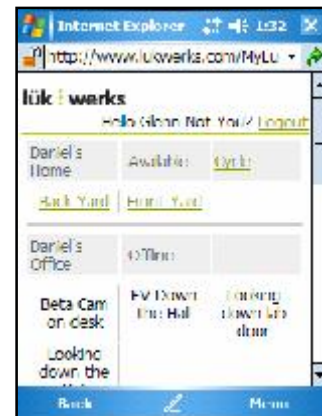 Internet Explorer 1:32
http://www.lukwerks.com/MyLu
lük : werks
Hello Glenn Not You? Logout
Daniel's Home Available Cycle
Back Yard Front Yard
Daniel's Office Offline
Beta Cam on desk
FV Down the Hall
Looking down lab door
Looking down the
Back Menu